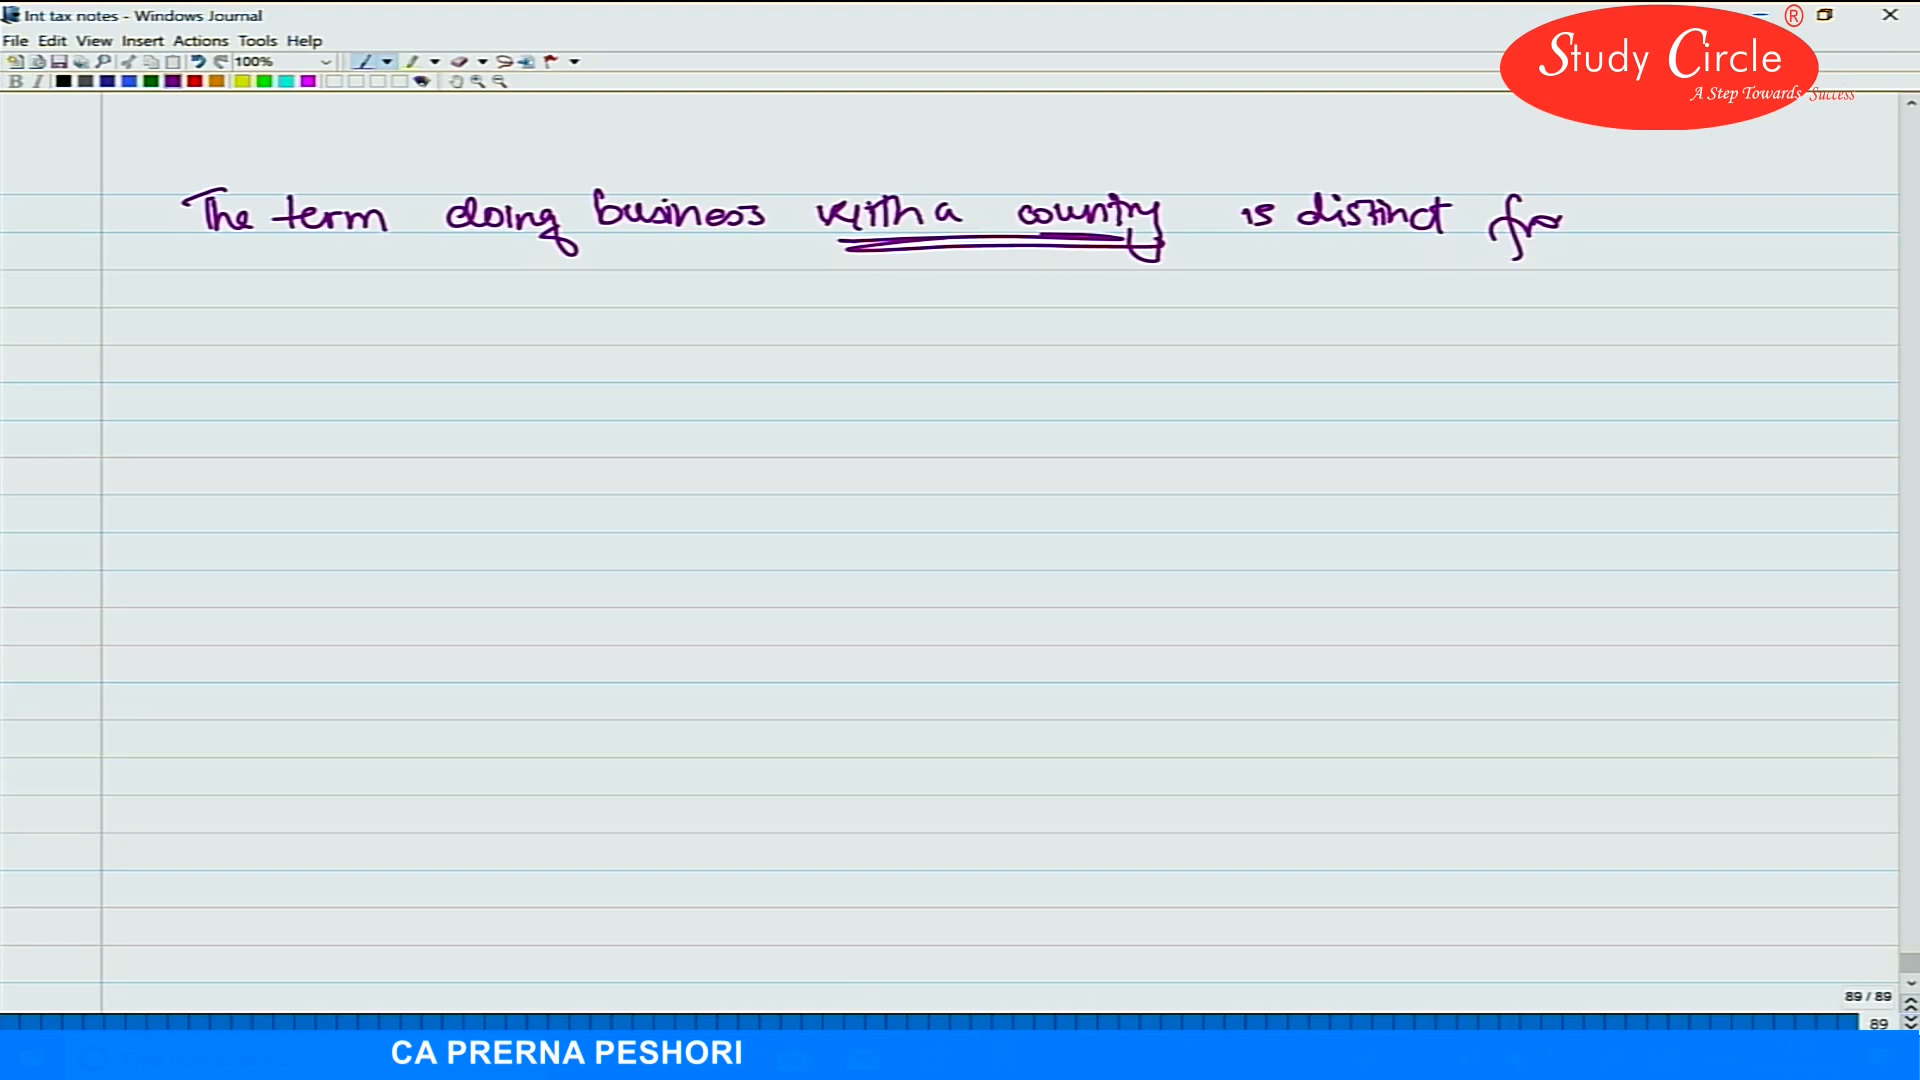 Int tax notes - Windows Journal
File Edit View Insert Actions Tools Help
100%
B I
Study Circle ®
A Step Towards Success
The term doing business with a country is distinct fro
89 / 89
89
CA PRERNA PESHORI